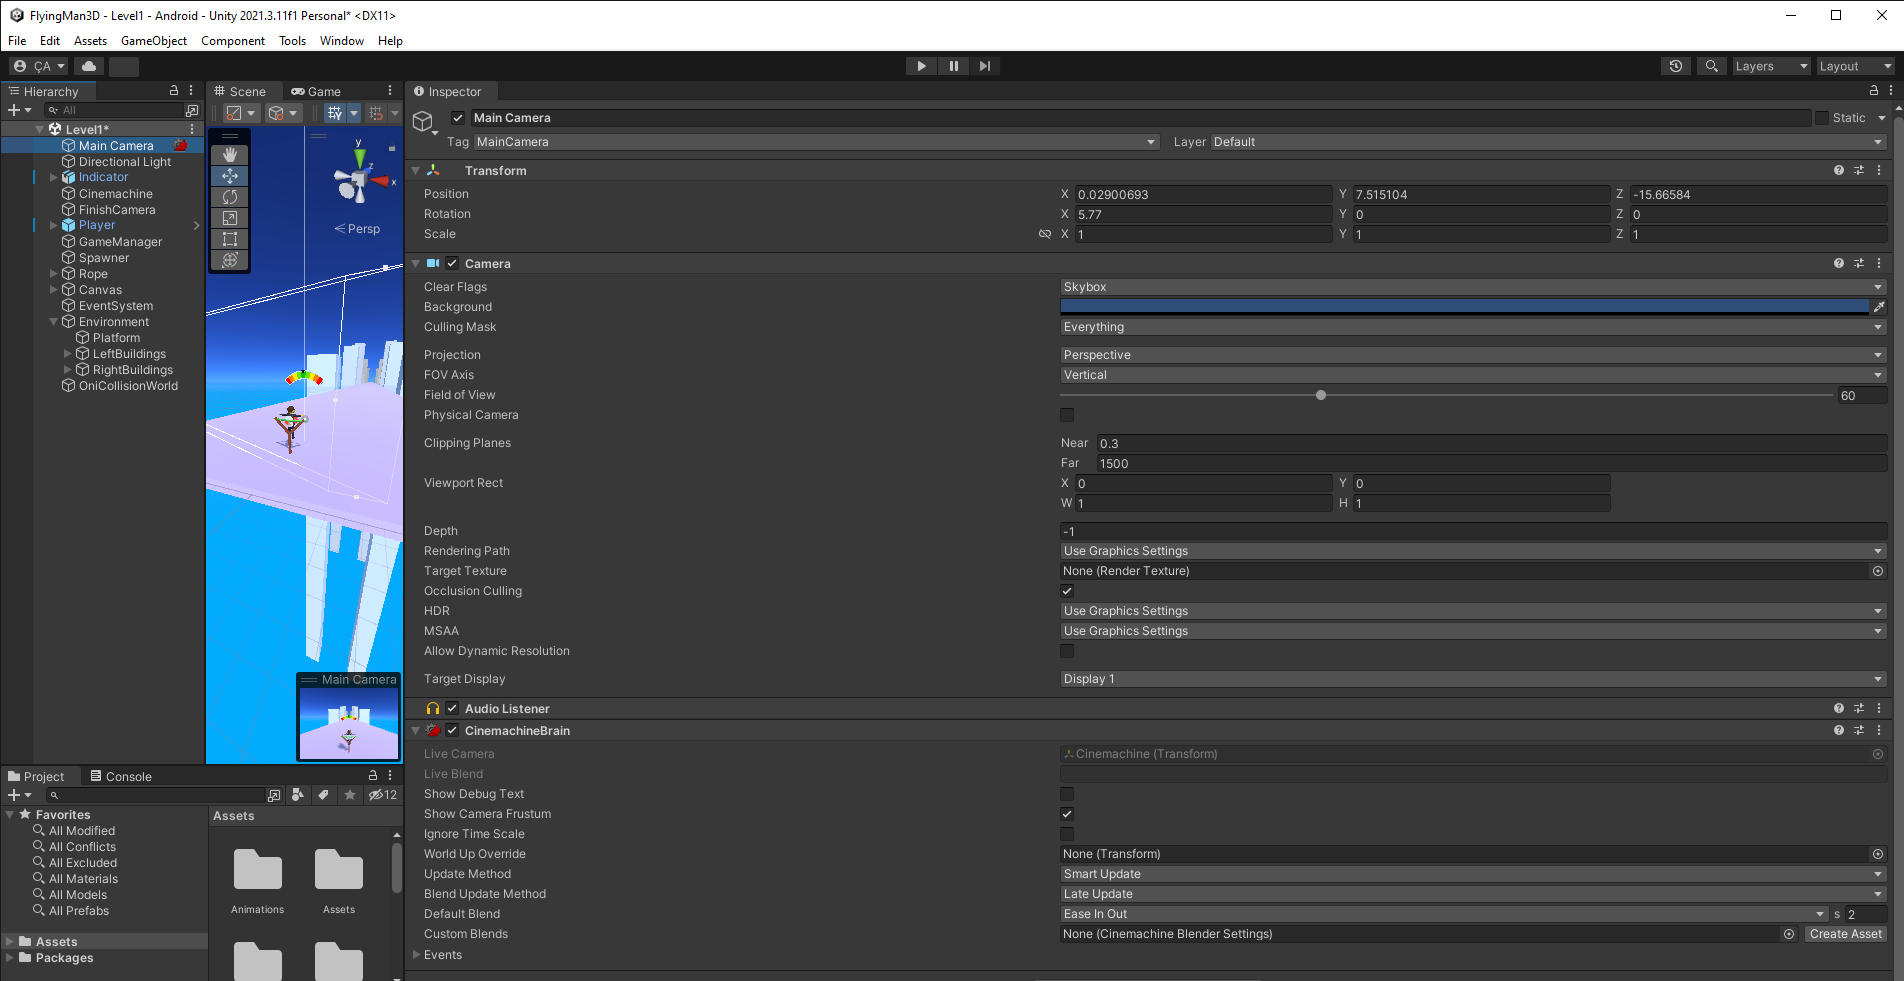 FlyingMan3D - Level1 - Android - Unity 2021.3.11f1 Personal* <DX11>
File Edit Assets GameObject Component Tools Window Help
ÇA
Layers Layout
Hierarchy
All
Level1*
Main Camera
Directional Light
Indicator
Cinemachine
FinishCamera
Player
GameManager
Spawner
Rope
Canvas
EventSystem
Environment
Platform
LeftBuildings
RightBuildings
OniCollisionWorld
Scene Game
y
z
x
Persp
Main Camera
Inspector
Main Camera Static
Tag MainCamera Layer Default
Transform
Position X 0.02900693 Y 7.515104 Z -15.66584
Rotation X 5.77 Y 0 Z 0
Scale X 1 Y 1 Z 1
Camera
Clear Flags Skybox
Background
Culling Mask Everything
Projection Perspective
FOV Axis Vertical
Field of View 60
Physical Camera
Clipping Planes Near 0.3
Far 1500
Viewport Rect X 0 Y 0
W 1 H 1
Depth -1
Rendering Path Use Graphics Settings
Target Texture None (Render Texture)
Occlusion Culling
HDR Use Graphics Settings
MSAA Use Graphics Settings
Allow Dynamic Resolution
Target Display Display 1
Audio Listener
CinemachineBrain
Live Camera Cinemachine (Transform)
Live Blend
Show Debug Text
Show Camera Frustum
Ignore Time Scale
World Up Override None (Transform)
Update Method Smart Update
Blend Update Method Late Update
Default Blend Ease In Out s 2
Custom Blends None (Cinemachine Blender Settings) Create Asset
Events
Project Console
12
Favorites
All Modified
All Conflicts
All Excluded
All Materials
All Models
All Prefabs
Assets
Packages
Assets
Animations Assets